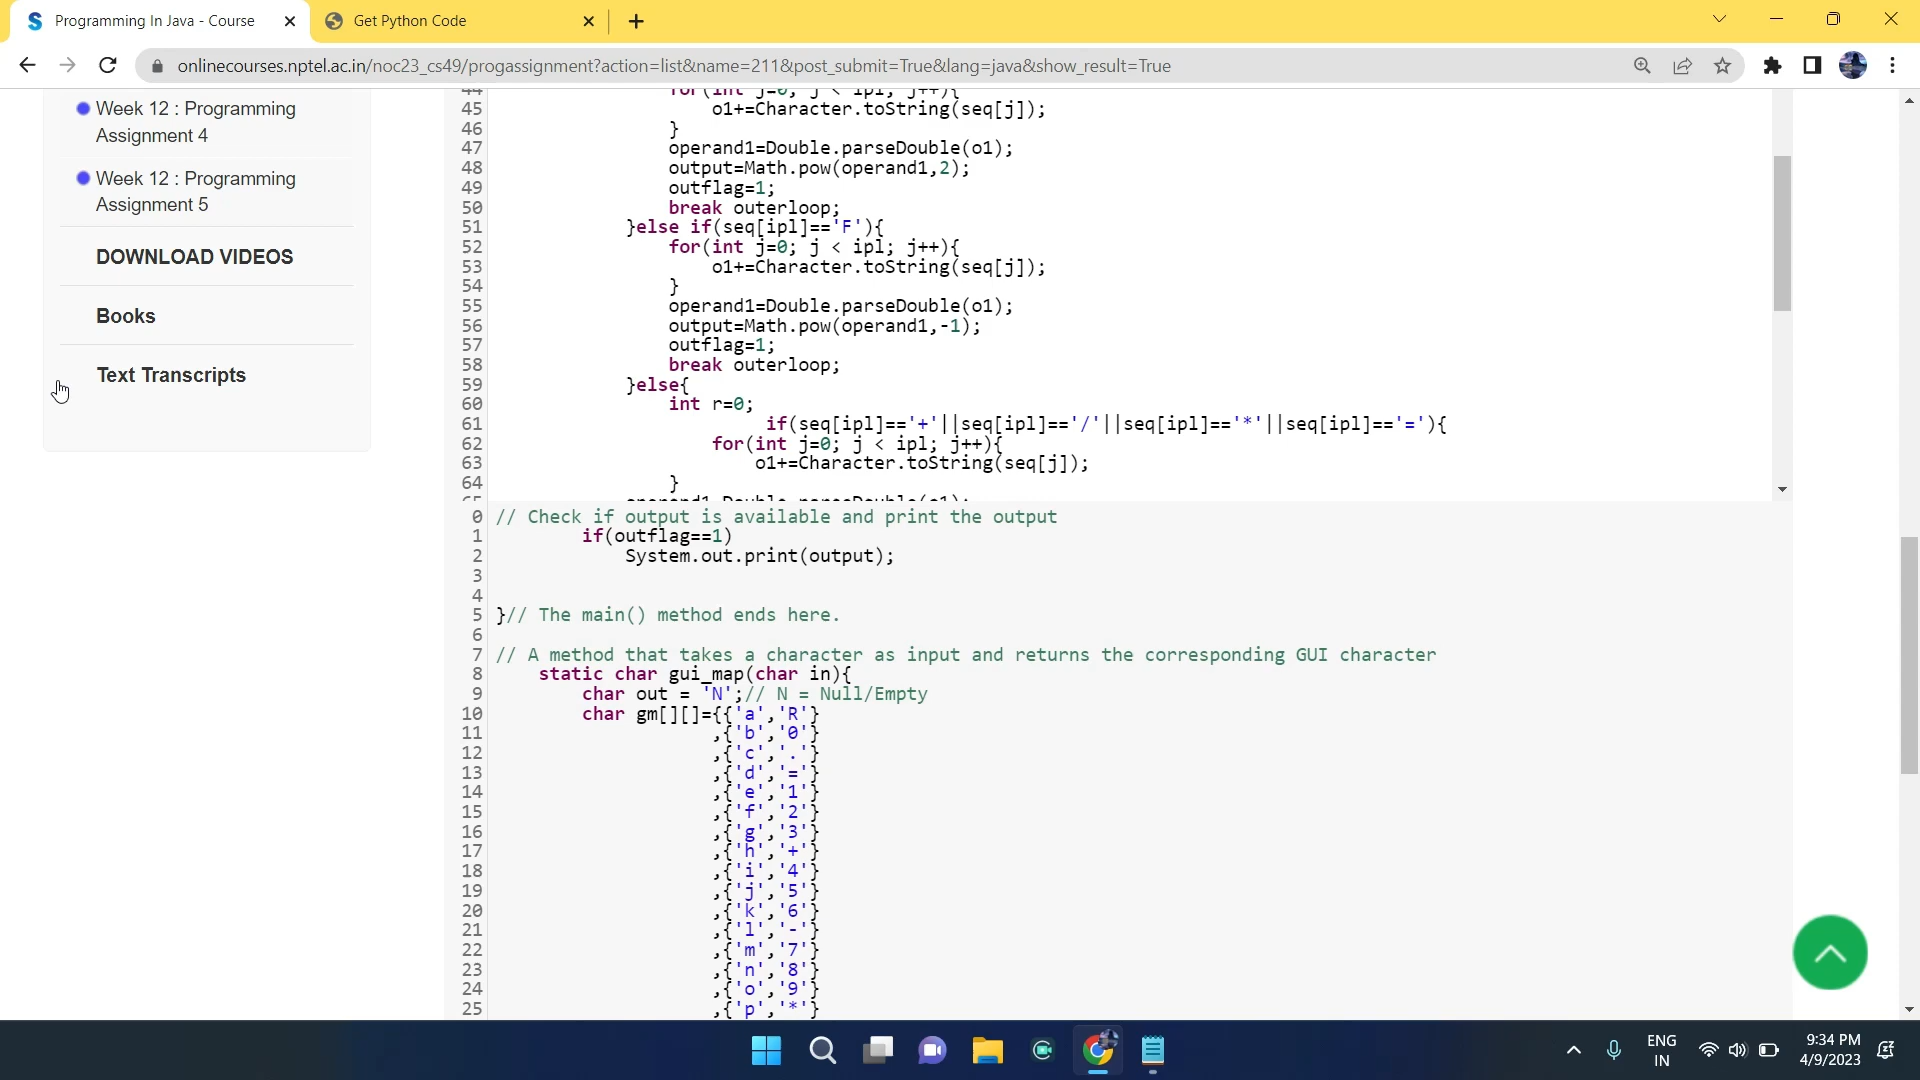 Programming In Java - Course
Get Python Code
onlinecourses.nptel.ac.in/noc23_cs49/progassignment?action=list&name=211&post_submit=True&lang=java&show_result=True
Week 12 : Programming
Assignment 4
Week 12 : Programming
Assignment 5
DOWNLOAD VIDEOS
Books
Text Transcripts
44 for(int j=0; j < ipl; j++){
45 o1+=Character.toString(seq[j]);
46 }
47 operand1=Double.parseDouble(o1);
48 output=Math.pow(operand1,2);
49 outflag=1;
50 break outerloop;
51 }else if(seq[ipl]=='F'){
52 for(int j=0; j < ipl; j++){
53 o1+=Character.toString(seq[j]);
54 }
55 operand1=Double.parseDouble(o1);
56 output=Math.pow(operand1,-1);
57 outflag=1;
58 break outerloop;
59 }else{
60 int r=0;
61 if(seq[ipl]=='+'||seq[ipl]=='/'||seq[ipl]=='*'||seq[ipl]=='='){
62 for(int j=0; j < ipl; j++){
63 o1+=Character.toString(seq[j]);
64 }
0 // Check if output is available and print the output
1 if(outflag==1)
2 System.out.print(output);
3
4
5 }// The main() method ends here.
6
7 // A method that takes a character as input and returns the corresponding GUI character
8 static char gui_map(char in){
9 char out = 'N';// N = Null/Empty
10 char gm[][]={{'a','R'}
11 ,{'b','0'}
12 ,{'c','.'}
13 ,{'d','='}
14 ,{'e','1'}
15 ,{'f','2'}
16 ,{'g','3'}
17 ,{'h','+'}
18 ,{'i','4'}
19 ,{'j','5'}
20 ,{'k','6'}
21 ,{'l','-'}
22 ,{'m','7'}
23 ,{'n','8'}
24 ,{'o','9'}
25 ,{'p','*'}
ENG
IN
9:34 PM
4/9/2023